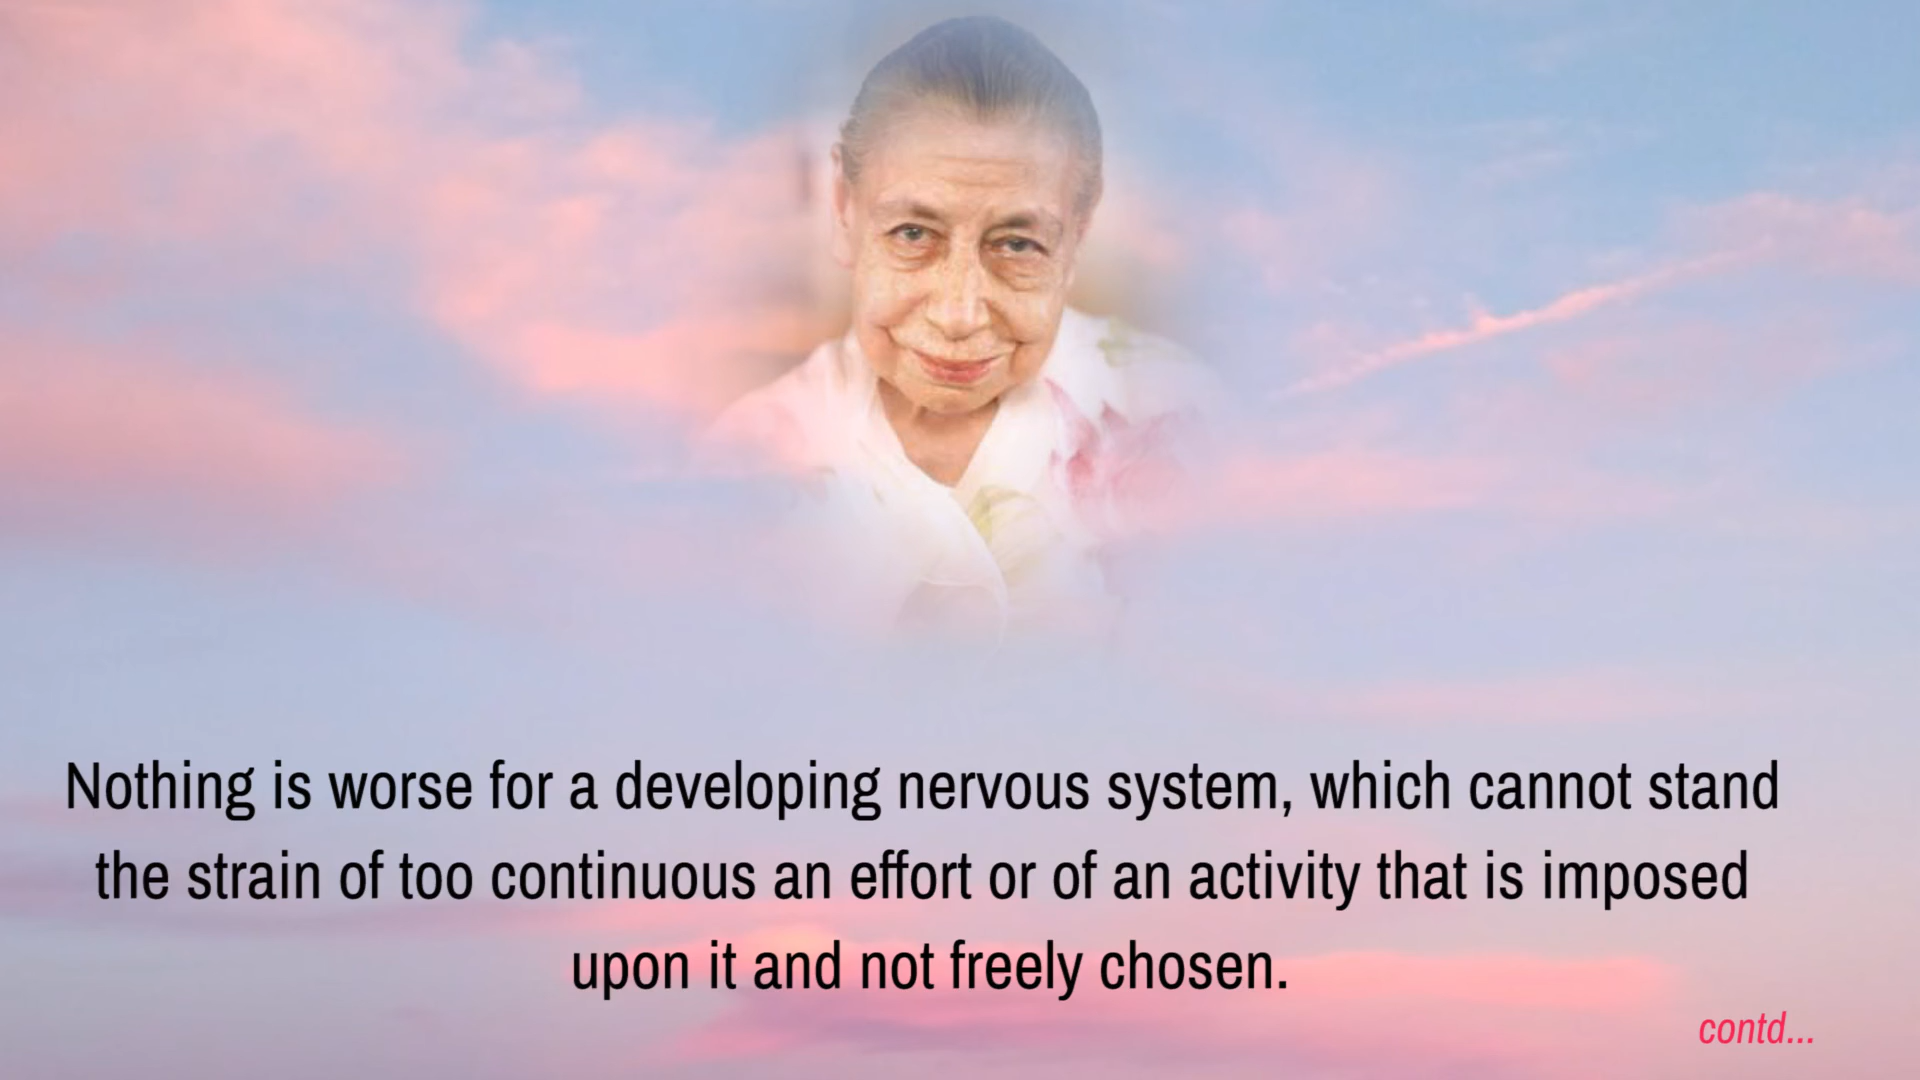 Nothing is worse for a developing nervous system, which cannot stand
the strain of too continuous an effort or of an activity that is imposed
upon it and not freely chosen.
contd...